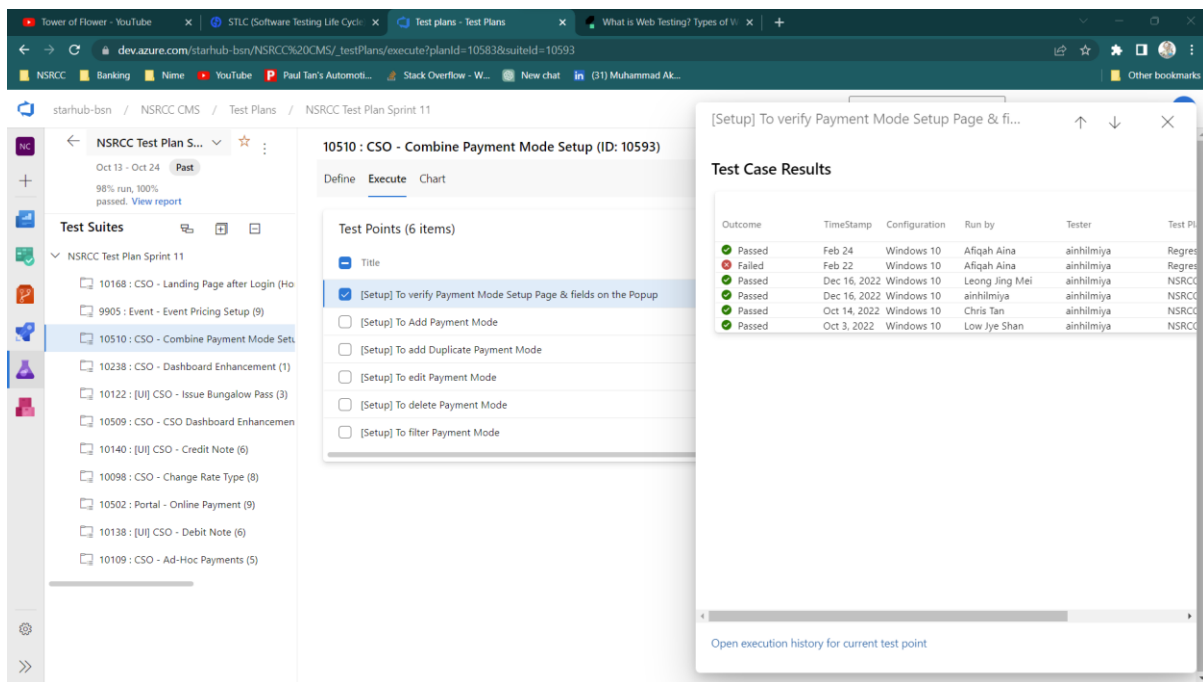 Tower of Flower - YouTube
STLC (Software Testing Life Cycle
Test plans - Test Plans
What is Web Testing? Types of W
dev.azure.com/starhub-bsn/NSRCC%20CMS/_testPlans/execute?planId=10583&suiteId=10593
NSRCC
Banking
Nime
YouTube
Paul Tan's Automoti...
Stack Overflow - W...
New chat
(31) Muhammad Ak...
Other bookmarks
starhub-bsn / NSRCC CMS / Test Plans / NSRCC Test Plan Sprint 11
NC
NSRCC Test Plan S...
Oct 13 - Oct 24 Past
98% run, 100%
passed. View report
Test Suites
NSRCC Test Plan Sprint 11
10168 : CSO - Landing Page after Login (Ho
9905 : Event - Event Pricing Setup (9)
10510 : CSO - Combine Payment Mode Setu
10238 : CSO - Dashboard Enhancement (1)
10122 : [UI] CSO - Issue Bungalow Pass (3)
10509 : CSO - CSO Dashboard Enhancemen
10140 : [UI] CSO - Credit Note (6)
10098 : CSO - Change Rate Type (8)
10502 : Portal - Online Payment (9)
10138 : [UI] CSO - Debit Note (6)
10109 : CSO - Ad-Hoc Payments (5)
10510 : CSO - Combine Payment Mode Setup (ID: 10593)
Define Execute Chart
Test Points (6 items)
Title
[Setup] To verify Payment Mode Setup Page & fields on the Popup
[Setup] To Add Payment Mode
[Setup] To add Duplicate Payment Mode
[Setup] To edit Payment Mode
[Setup] To delete Payment Mode
[Setup] To filter Payment Mode
[Setup] To verify Payment Mode Setup Page & fi...
Test Case Results
Outcome TimeStamp Configuration Run by Tester Test Pl
Passed Feb 24 Windows 10 Afiqah Aina ainhilmiya Regres
Failed Feb 22 Windows 10 Afiqah Aina ainhilmiya Regres
Passed Dec 16, 2022 Windows 10 Leong Jing Mei ainhilmiya NSRCC
Passed Dec 16, 2022 Windows 10 ainhilmiya ainhilmiya NSRCC
Passed Oct 14, 2022 Windows 10 Chris Tan ainhilmiya NSRCC
Passed Oct 3, 2022 Windows 10 Low Jye Shan ainhilmiya NSRCC
Open execution history for current test point